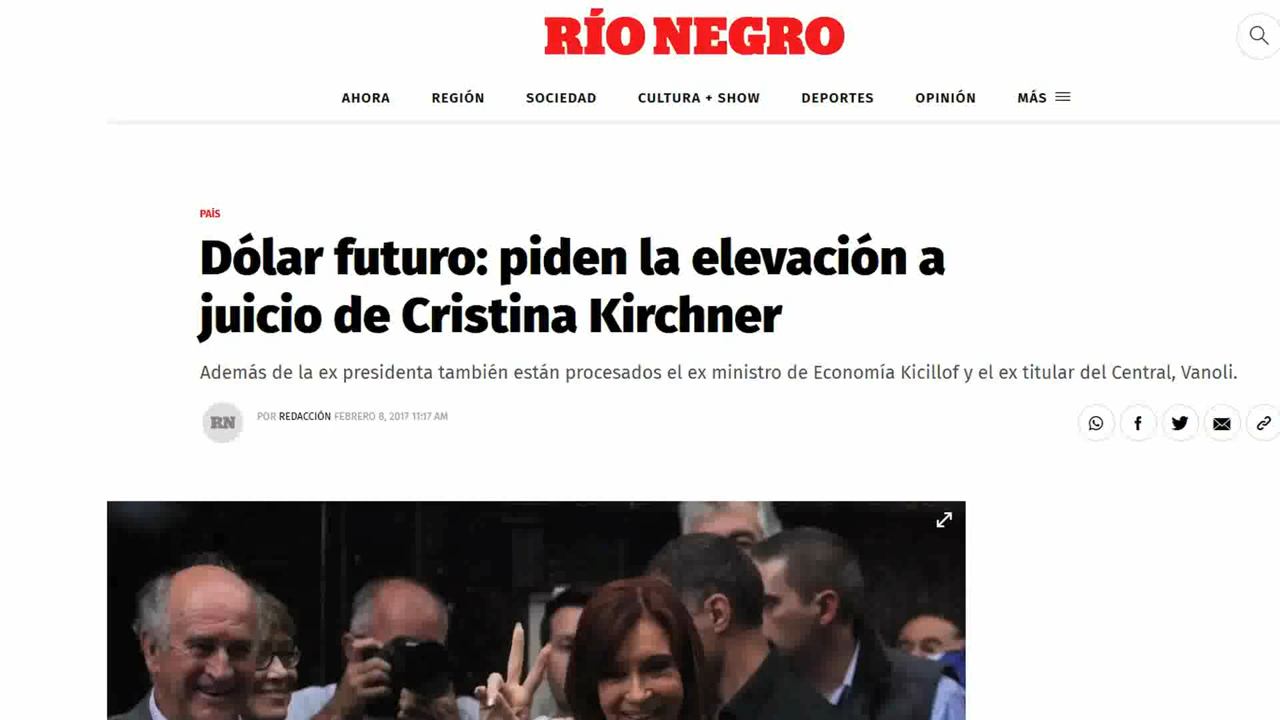 RÍO NEGRO
AHORA REGIÓN SOCIEDAD CULTURA + SHOW DEPORTES OPINIÓN MÁS
PAÍS
Dólar futuro: piden la elevación a
juicio de Cristina Kirchner
Además de la ex presidenta también están procesados el ex ministro de Economía Kicillof y el ex titular del Central, Vanoli.
RN
POR REDACCIÓN FEBRERO 8, 2017 11:17 AM